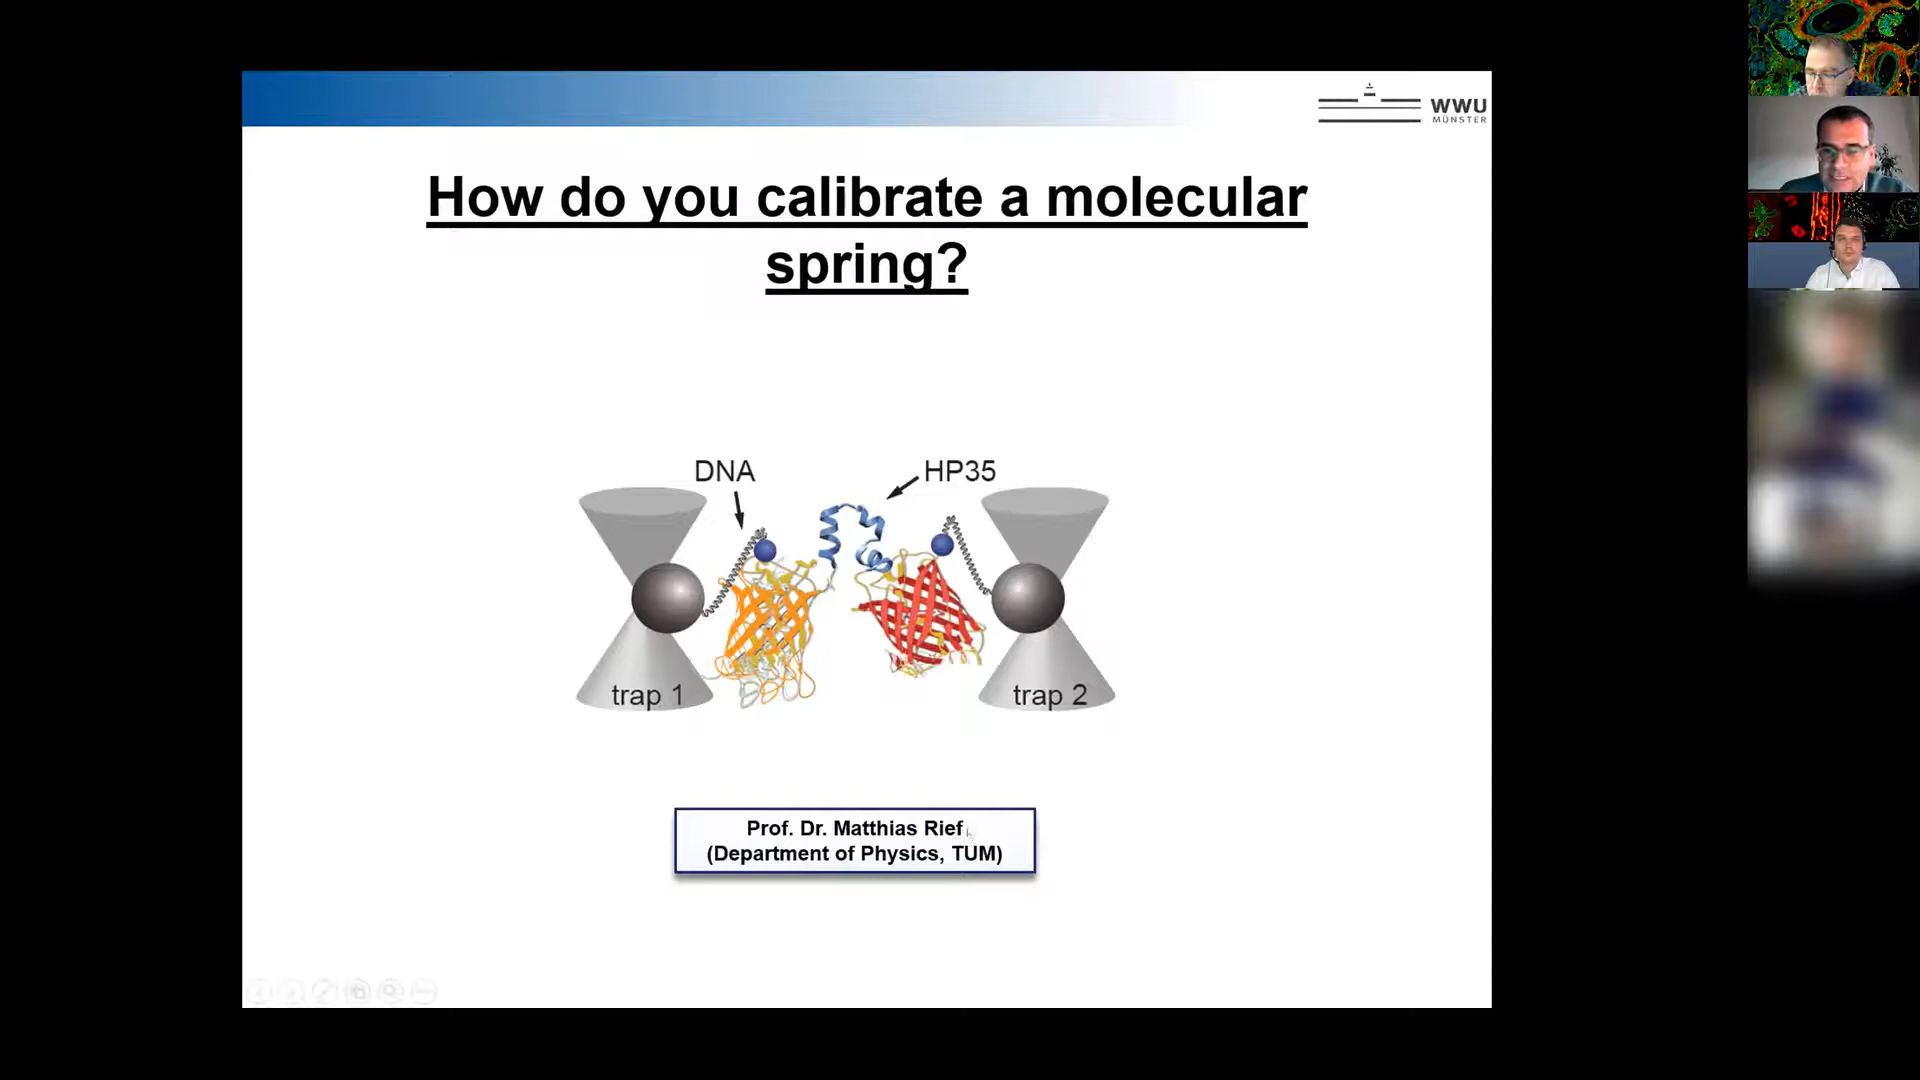 WWU
MÜNSTER
How do you calibrate a molecular
spring?
DNA
HP35
trap 1
trap 2
Prof. Dr. Matthias Rief
(Department of Physics, TUM)